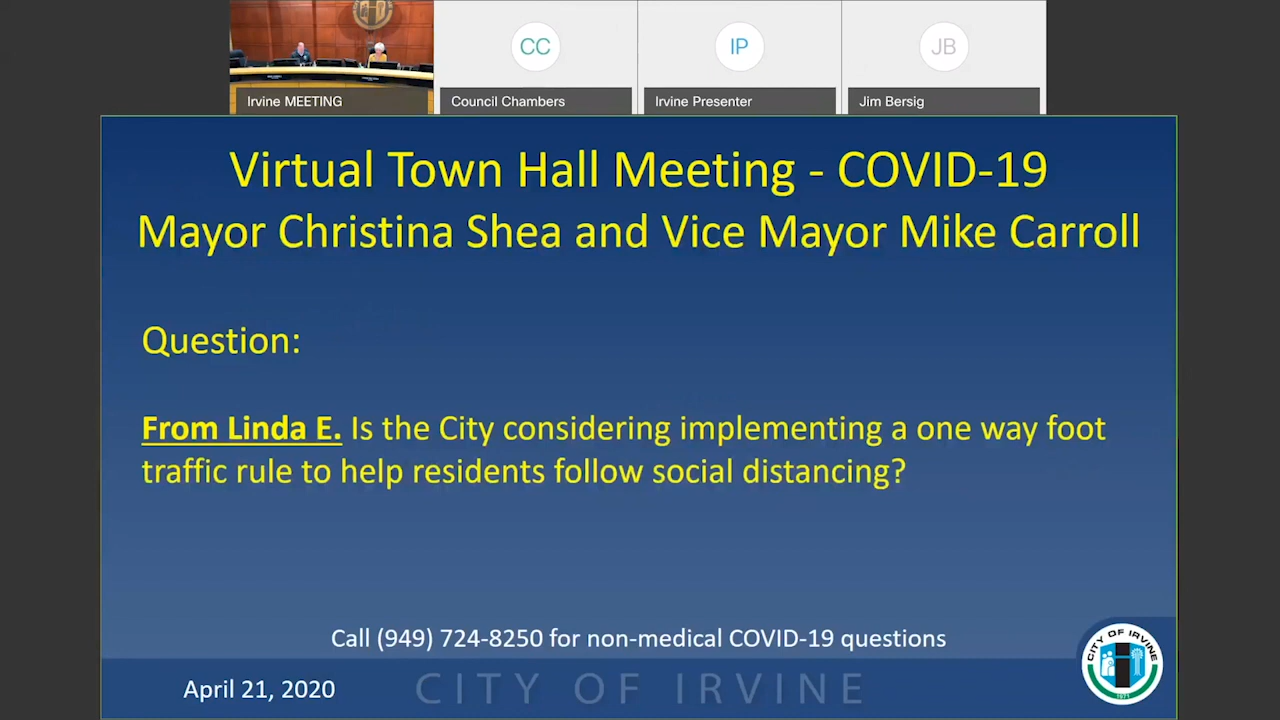 CC
IP
JB
Irvine MEETING
Council Chambers
Irvine Presenter
Jim Bersig
Virtual Town Hall Meeting - COVID-19
Mayor Christina Shea and Vice Mayor Mike Carroll
Question:
From Linda E. Is the City considering implementing a one way foot
traffic rule to help residents follow social distancing?
Call (949) 724-8250 for non-medical COVID-19 questions
CITY OF IRVINE
1971
April 21, 2020
CITY OF IRVINE